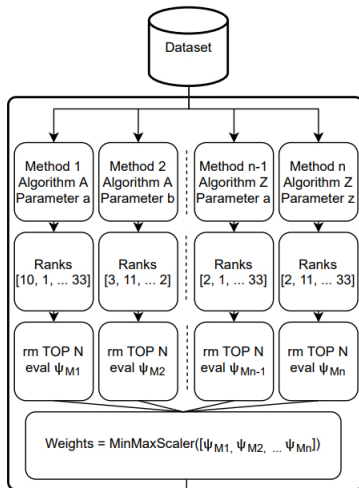 Dataset
Method 1
Algorithm A
Parameter a
Method 2
Algorithm A
Parameter b
Method n-1
Algorithm Z
Parameter a
Method n
Algorithm Z
Parameter z
Ranks
[10, 1, ... 33]
Ranks
[3, 11, ... 2]
Ranks
[2, 1, ... 33]
Ranks
[2, 11, ... 33]
rm TOP N
eval ψM1
rm TOP N
eval ψM2
rm TOP N
eval ψMn-1
rm TOP N
eval ψMn
Weights = MinMaxScaler([ψM1, ψM2, ... ψMn])